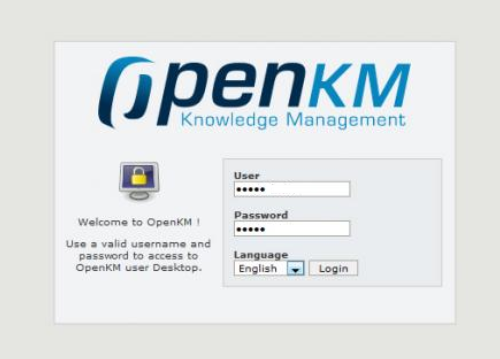 OpenKM
Knowledge Management
User
•••••
Welcome to OpenKM !
Password
•••••
Use a valid username and
password to access to
OpenKM user Desktop.
Language
English
Login